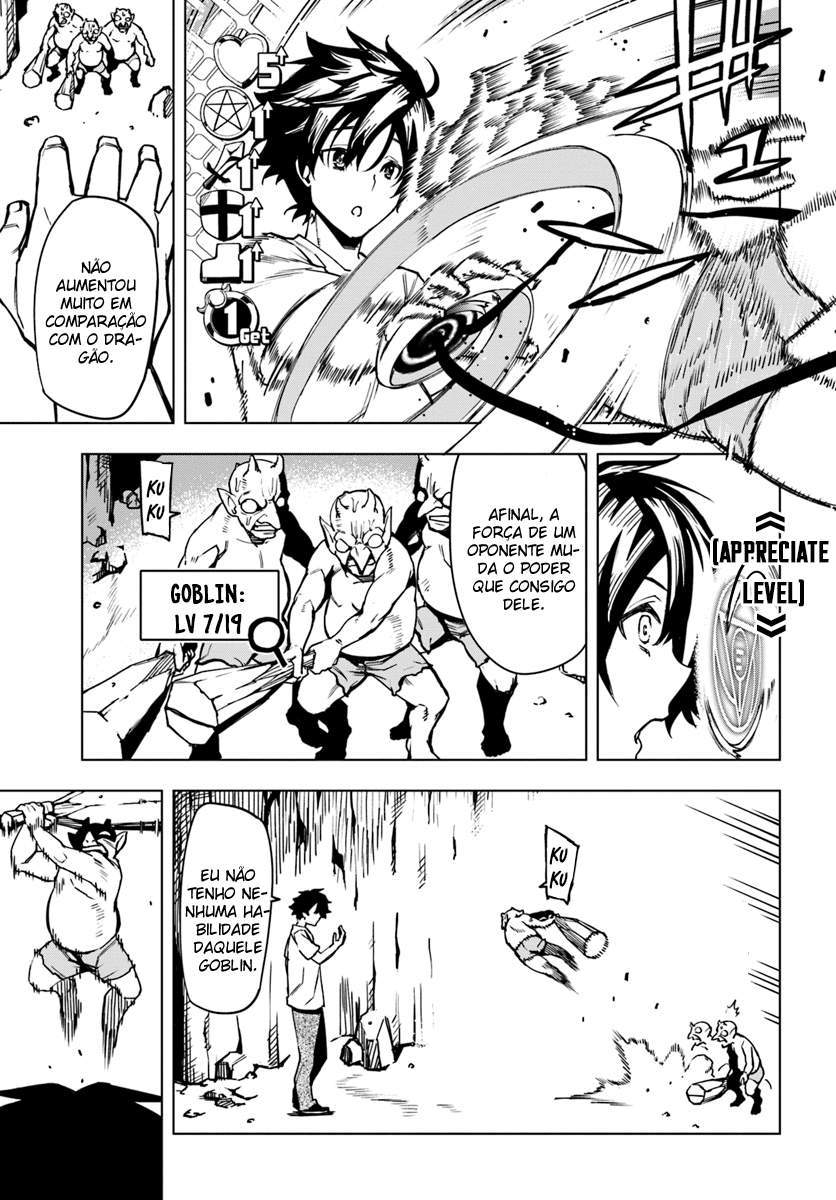 5↑
1↑
1↑
1↑
1↑
1
Get
NÃO
AUMENTOU
MUITO EM
COMPARAÇÃO
COM O DRA-
GÃO.
《
(APPRECIATE
LEVEL)
》
AFINAL, A
FORÇA DE UM
OPONENTE MU-
DA O PODER
QUE CONSIGO
DELE.
KU
KU
GOBLIN:
LV 7/19
KU
KU
EU NÃO
TENHO NE-
NHUMA HA-
BILIDADE
DAQUELE
GOBLIN.